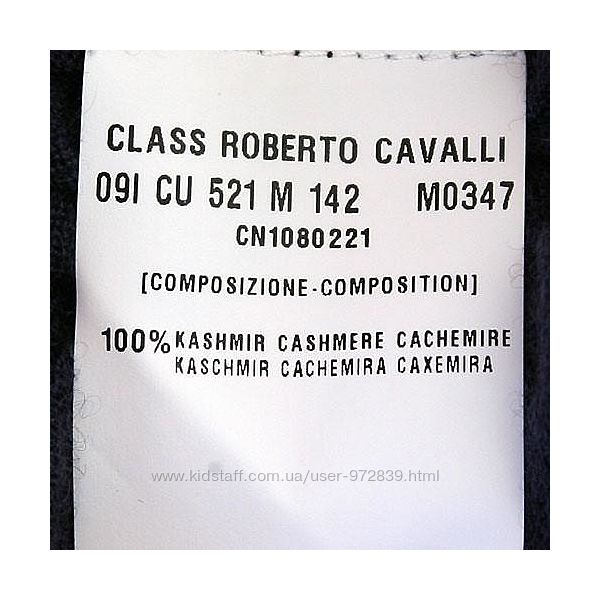 CLASS ROBERTO CAVALLI
09I CU 521 M 142 M0347
CN1080221
[COMPOSIZIONE-COMPOSITION]
100% KASHMIR CASHMERE CACHEMIRE
KASCHMIR CACHEMIRA CAXEMIRA
www.kidstaff.com.ua/user-972839.html